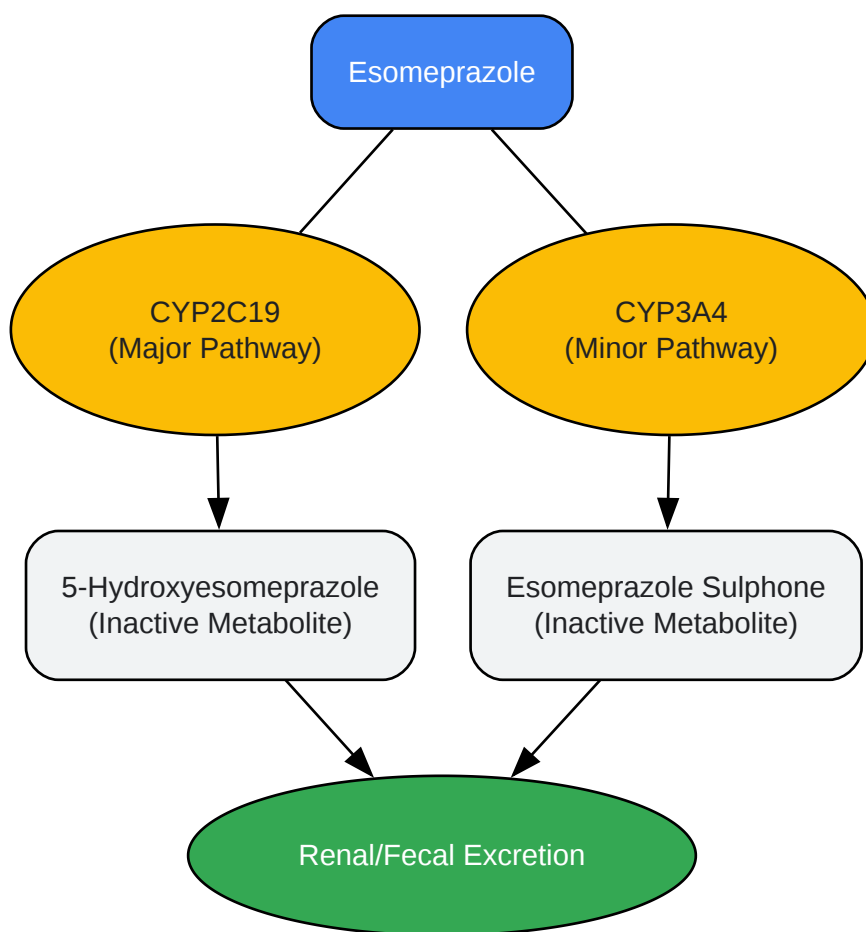 Esomeprazole
CYP2C19
(Major Pathway)
CYP3A4
(Minor Pathway)
5-Hydroxyesomeprazole
(Inactive Metabolite)
Esomeprazole Sulphone
(Inactive Metabolite)
Renal/Fecal Excretion